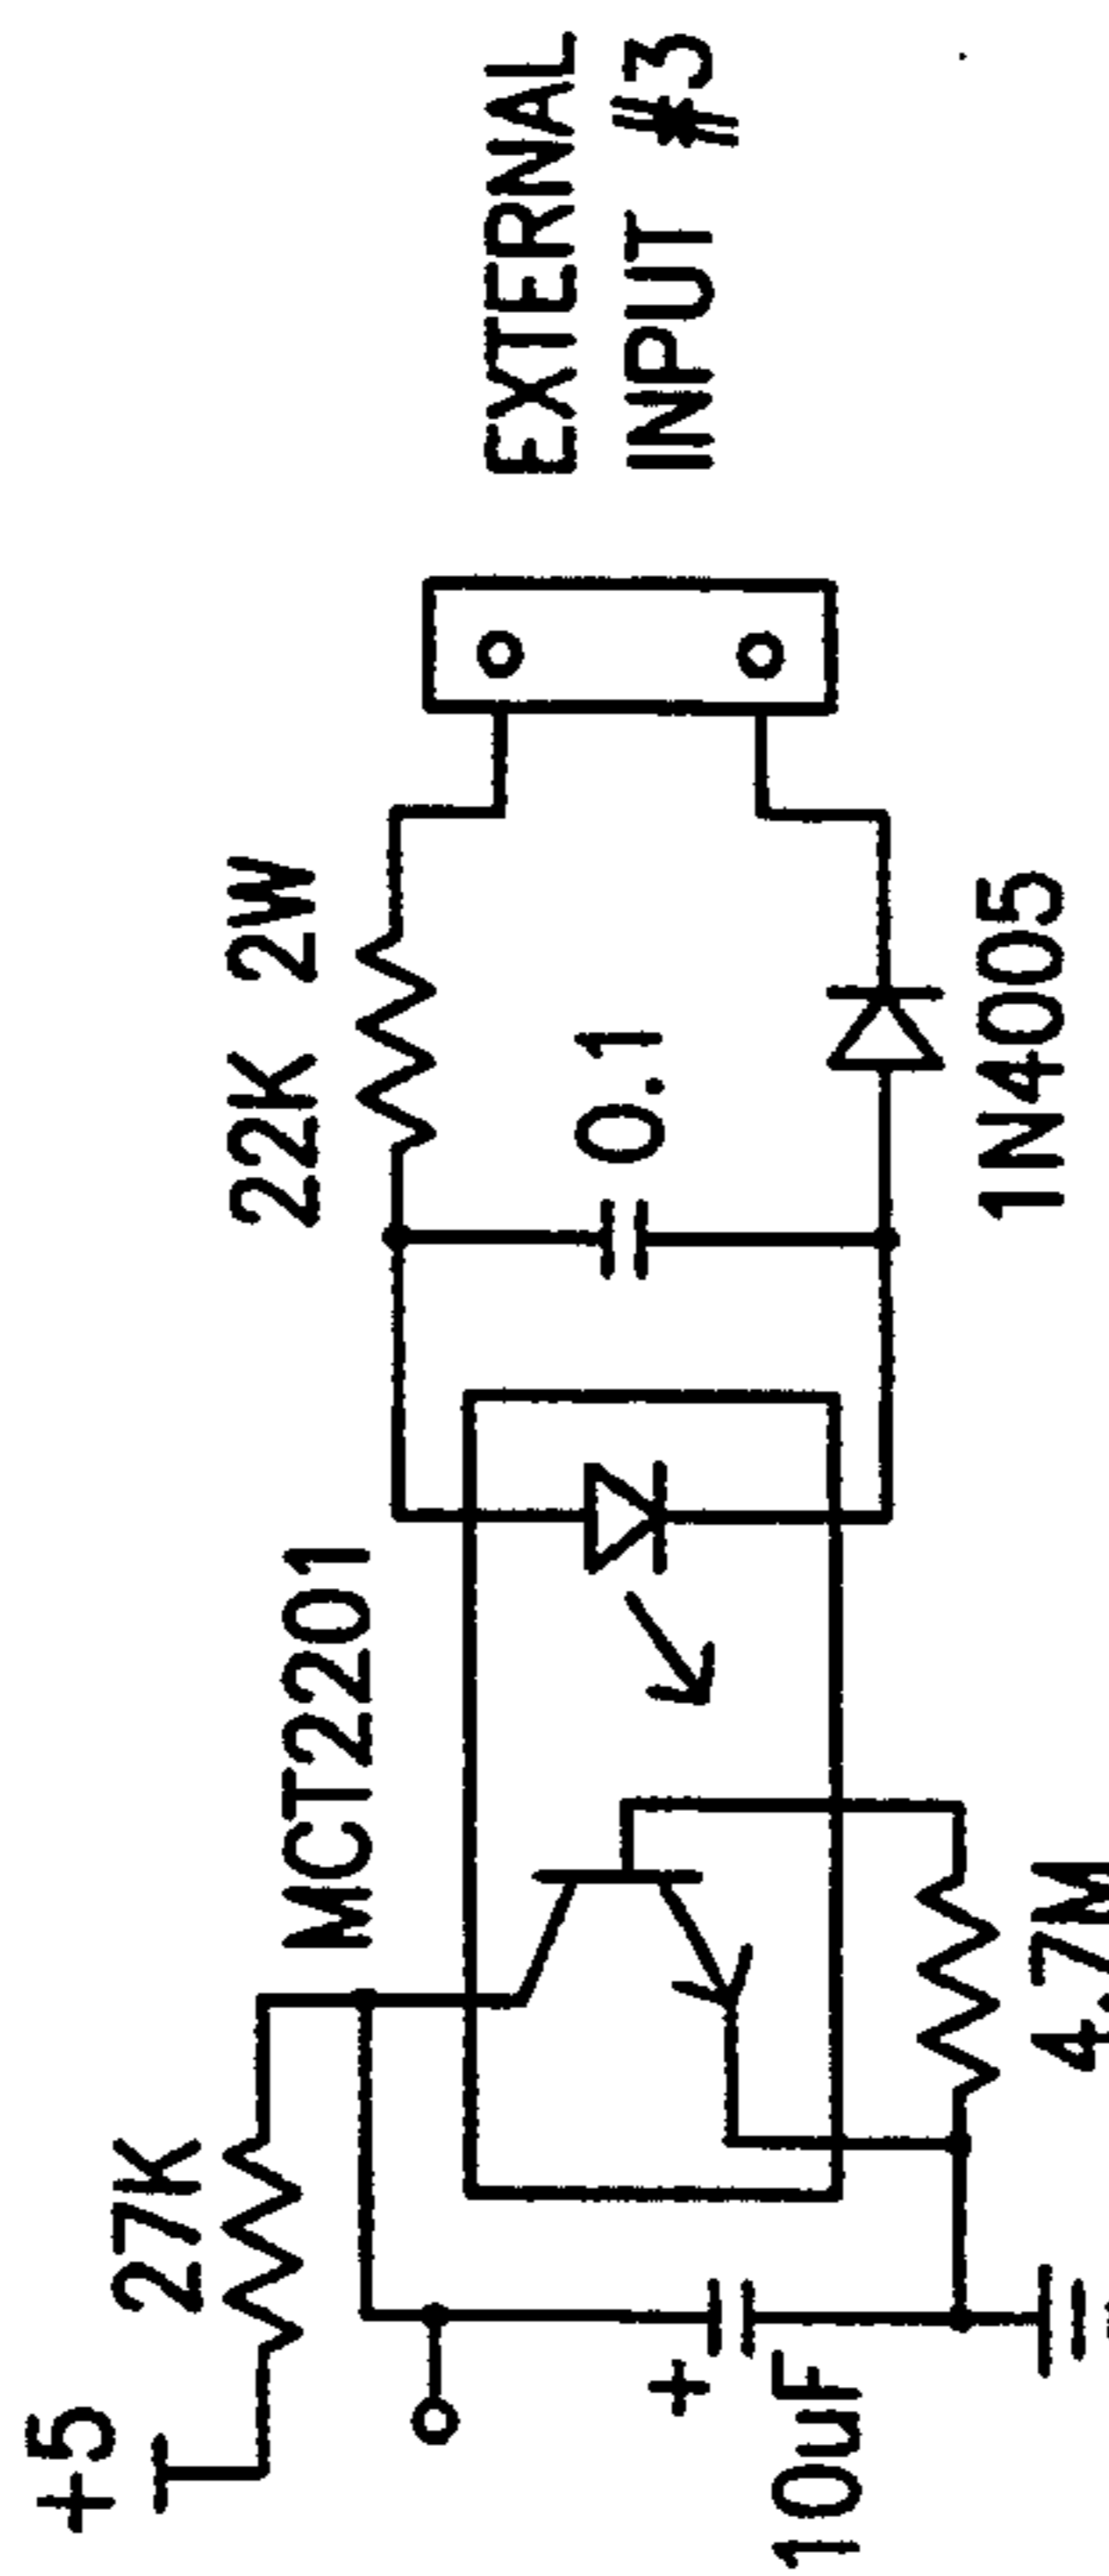 +5
27K
MCT2201
22K 2W
EXTERNAL
INPUT #3
0.1
+
10uF
4.7M
1N4005